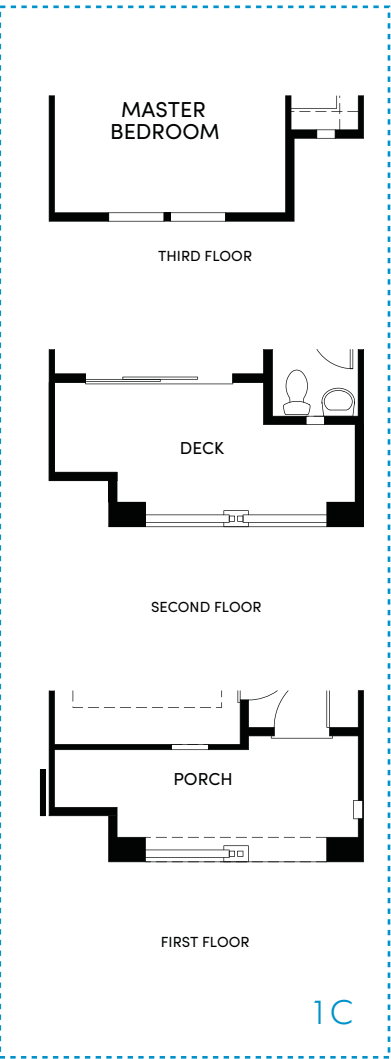 MASTER
BEDROOM
THIRD FLOOR
DECK
SECOND FLOOR
PORCH
FIRST FLOOR
1C